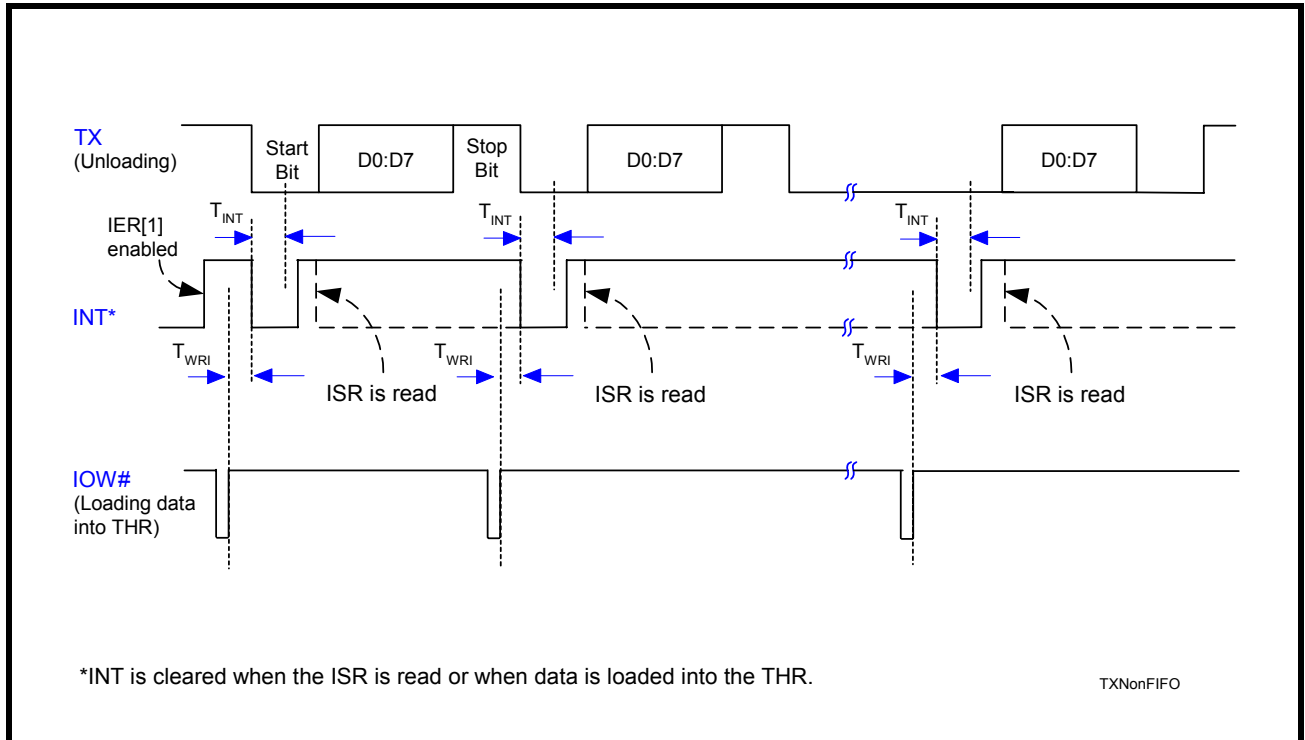 TX
(Unloading)
Start
Bit
D0:D7
Stop
Bit
D0:D7
D0:D7
IER[1]
enabled
TINT
TINT
TINT
INT*
TWRI
TWRI
TWRI
ISR is read
ISR is read
ISR is read
IOW#
(Loading data
into THR)
*INT is cleared when the ISR is read or when data is loaded into the THR.
TXNonFIFO